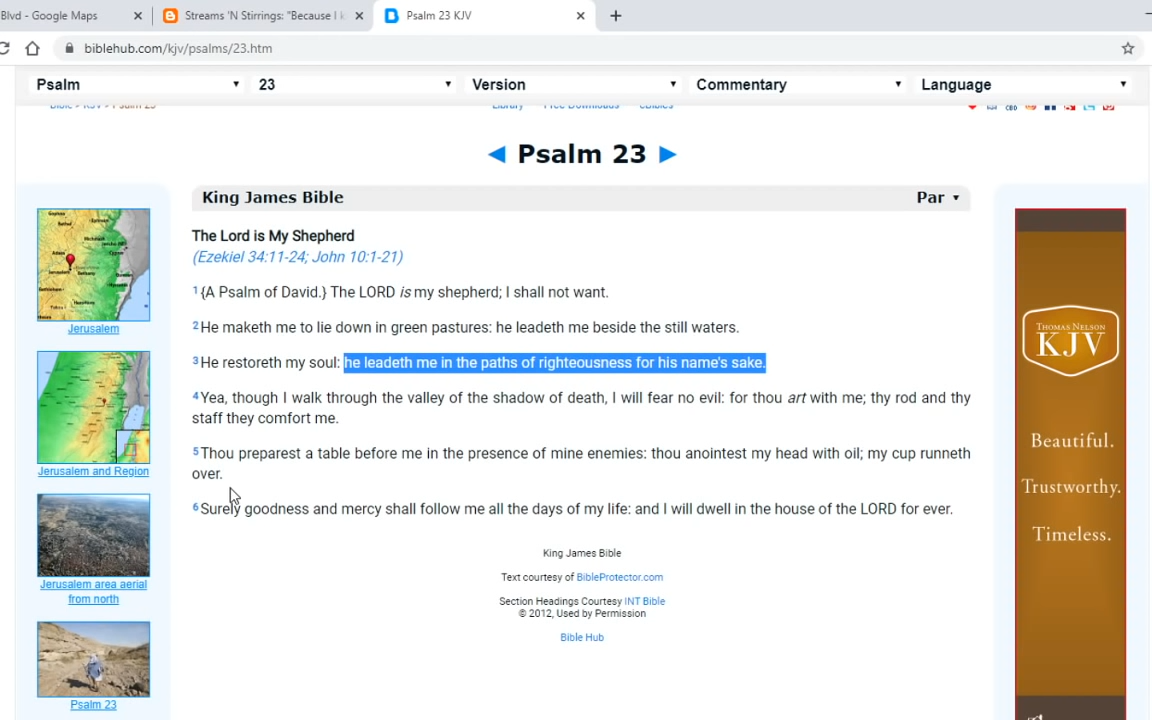 Blvd - Google Maps
Streams 'N Stirrings: "Because I k
Psalm 23 KJV
biblehub.com/kjv/psalms/23.htm
Psalm
23
Version
Commentary
Language
Bible > KJV > Psalm 23
Library Free Downloads eBibles
Psalm 23
King James Bible
Par
The Lord is My Shepherd
(Ezekiel 34:11-24; John 10:1-21)
1 {A Psalm of David.} The LORD is my shepherd; I shall not want.
2 He maketh me to lie down in green pastures: he leadeth me beside the still waters.
3 He restoreth my soul: he leadeth me in the paths of righteousness for his name's sake.
4 Yea, though I walk through the valley of the shadow of death, I will fear no evil: for thou art with me; thy rod and thy
staff they comfort me.
5 Thou preparest a table before me in the presence of mine enemies: thou anointest my head with oil; my cup runneth
over.
6 Surely goodness and mercy shall follow me all the days of my life: and I will dwell in the house of the LORD for ever.
King James Bible
Text courtesy of BibleProtector.com
Section Headings Courtesy INT Bible
© 2012, Used by Permission
Bible Hub
Jerusalem
Jerusalem and Region
Jerusalem area aerial
from north
Psalm 23
THOMAS NELSON
KJV
Beautiful.
Trustworthy.
Timeless.